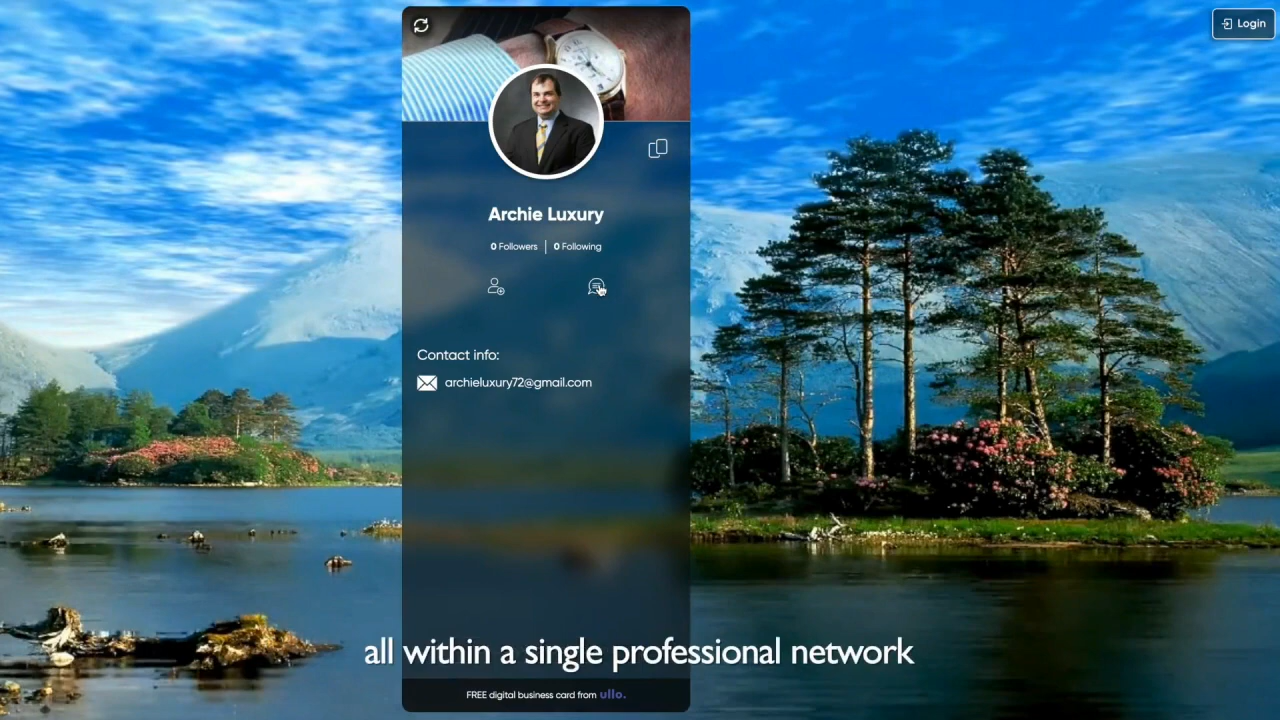 Login
Archie Luxury
0 Followers | 0 Following
Contact info:
archieluxury72@gmail.com
all within a single professional network
FREE digital business card from ullo.